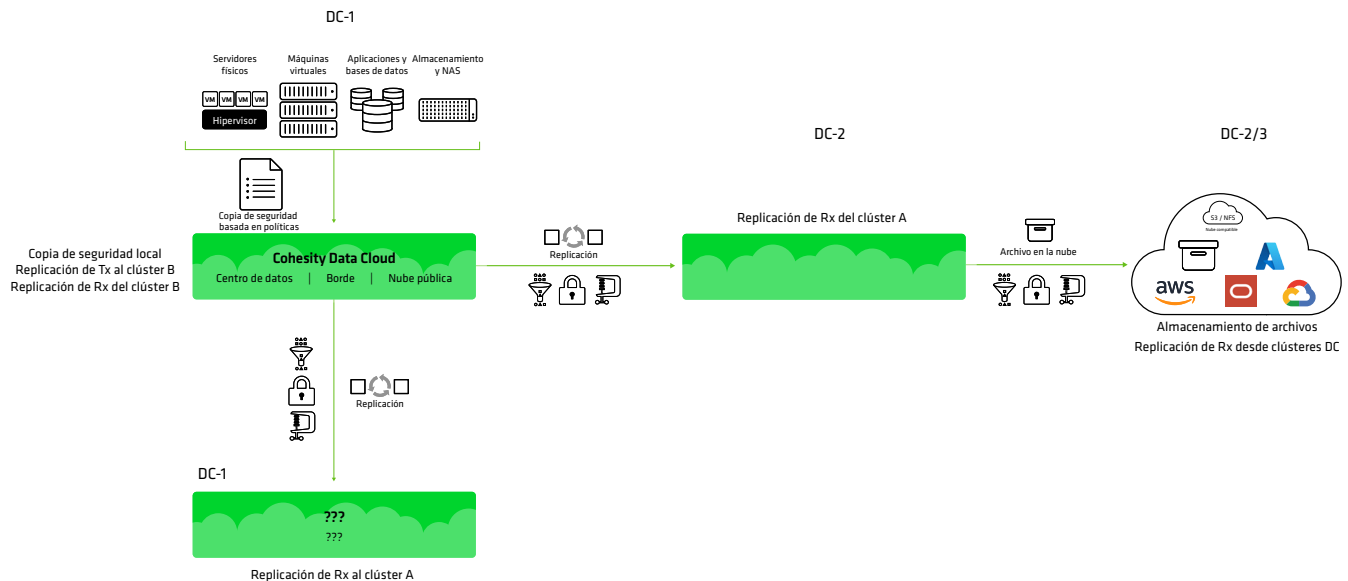 DC-1
Servidores
físicos
Máquinas
virtuales
Aplicaciones y
bases de datos
Almacenamiento
y NAS
VM VM VM VM
Hipervisor
Copia de seguridad
basada en políticas
Copia de seguridad local
Replicación de Tx al clúster B
Replicación de Rx del clúster B
Cohesity Data Cloud
Centro de datos | Borde | Nube pública
Replicación
DC-2
Replicación de Rx del clúster A
Archivo en la nube
DC-2/3
S3 / NFS
Nube compatible
aws
Almacenamiento de archivos
Replicación de Rx desde clústeres DC
Replicación
DC-1
???
???
Replicación de Rx al clúster A